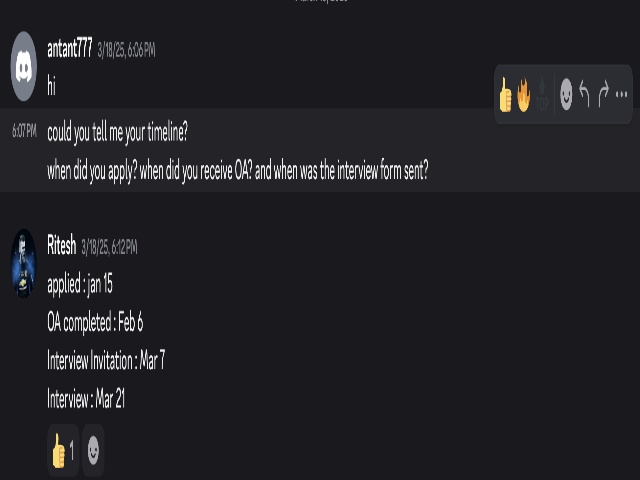 antant777 3/18/25, 6:06 PM
hi
6:07 PM could you tell me your timeline?
when did you apply? when did you receive OA? and when was the interview form sent?
Ritesh 3/18/25, 6:12 PM
applied : jan 15
OA completed : Feb 6
Interview Invitation : Mar 7
Interview : Mar 21
1